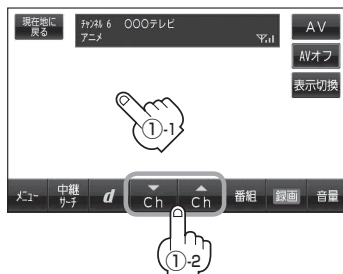 現在地に
戻る
チャンネル 6 〇〇〇テレビ
アニメ
AV
AVオフ
表示切換
①-1
メニュー
中継
サーチ
d
Ch
Ch
番組
録画
音量
①-2